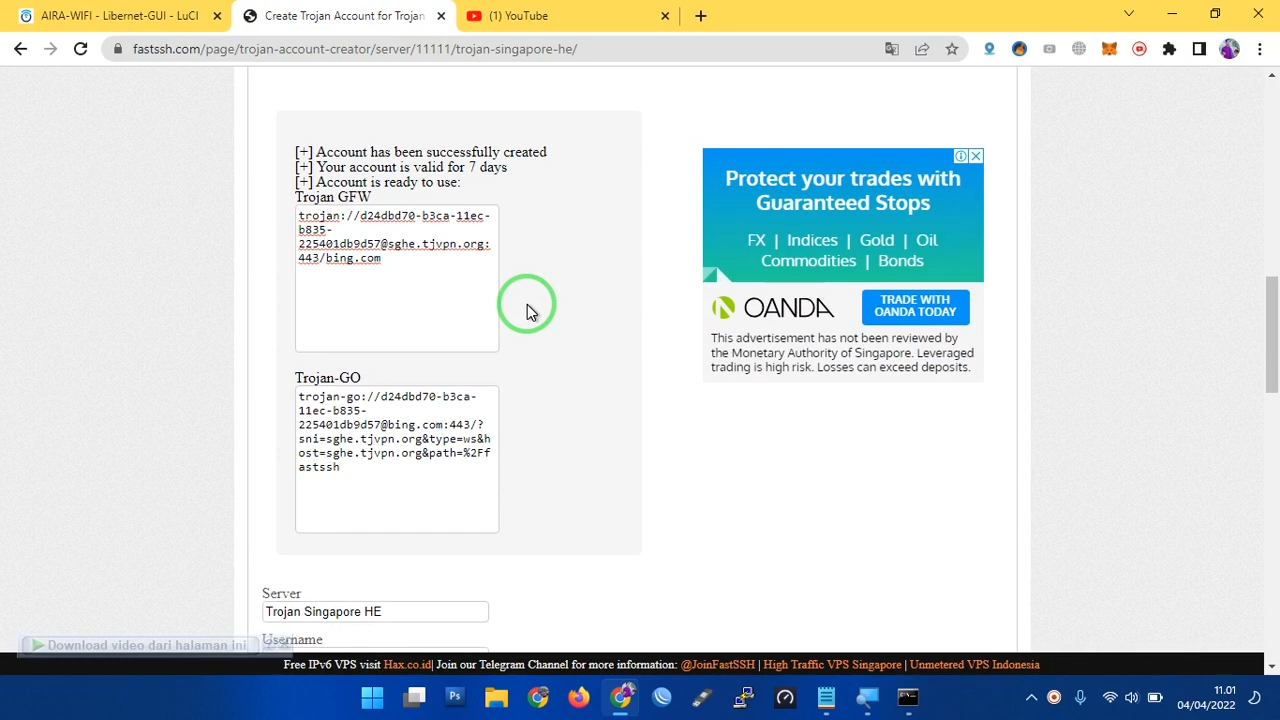 AIRA-WIFI - Libernet-GUI - LuCI
Create Trojan Account for Trojan
(1) YouTube
fastssh.com/page/trojan-account-creator/server/11111/trojan-singapore-he/
[+] Account has been successfully created
[+] Your account is valid for 7 days
[+] Account is ready to use:
Trojan GFW
trojan://d24dbd70-b3ca-11ec-
b835-
225401db9d57@sghe.tjvpn.org:
443/bing.com
Trojan-GO
trojan-go://d24dbd70-b3ca-
11ec-b835-
225401db9d57@bing.com:443/?
sni=sghe.tjvpn.org&type=ws&h
ost=sghe.tjvpn.org&path=%2Ff
astssh
Protect your trades with
Guaranteed Stops
FX | Indices | Gold | Oil
Commodities | Bonds
OANDA
TRADE WITH
OANDA TODAY
This advertisement has not been reviewed by
the Monetary Authority of Singapore. Leveraged
trading is high risk. Losses can exceed deposits.
Server
Trojan Singapore HE
Username
Download video dari halaman ini
Free IPv6 VPS visit Hax.co.id| Join our Telegram Channel for more information: @JoinFastSSH | High Traffic VPS Singapore | Unmetered VPS Indonesia
Ps
11.01
04/04/2022